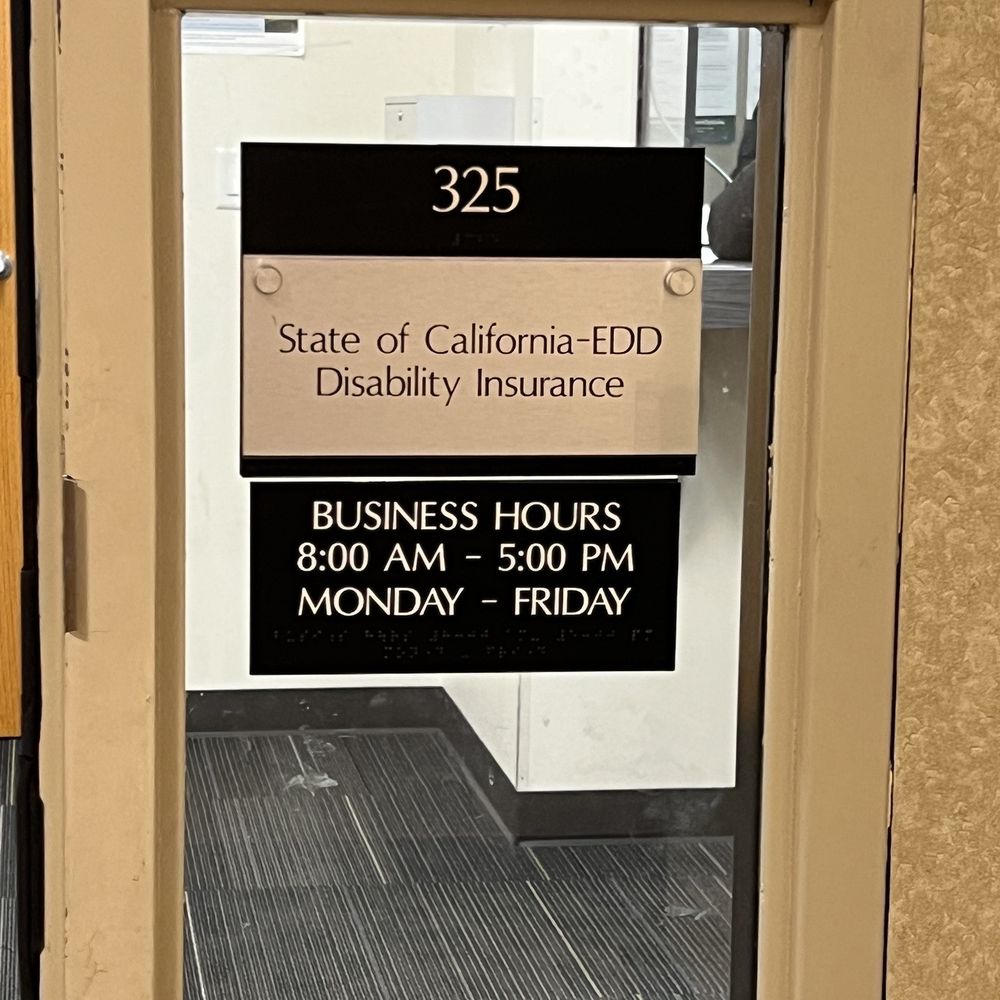 325
State of California-EDD
Disability Insurance
BUSINESS HOURS
8:00 AM - 5:00 PM
MONDAY - FRIDAY